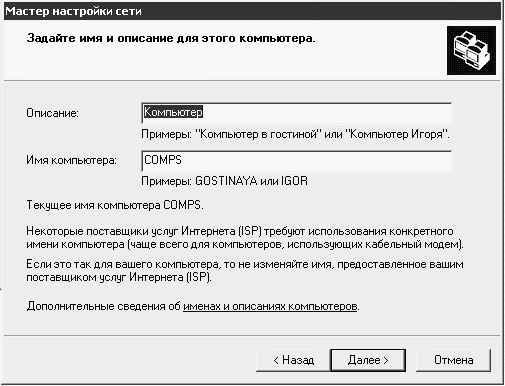 Мастер настройки сети
Задайте имя и описание для этого компьютера.
Описание:
Компьютер
Примеры: "Компьютер в гостиной" или "Компьютер Игоря".
Имя компьютера:
COMPS
Примеры: GOSTINAYA или IGOR
Текущее имя компьютера COMPS.
Некоторые поставщики услуг Интернета (ISP) требуют использования конкретного
имени компьютера (чаще всего для компьютеров, использующих кабельный модем).
Если это так для вашего компьютера, то не изменяйте имя, предоставленное вашим
поставщиком услуг Интернета (ISP).
Дополнительные сведения об именах и описаниях компьютеров.
< Назад
Далее >
Отмена